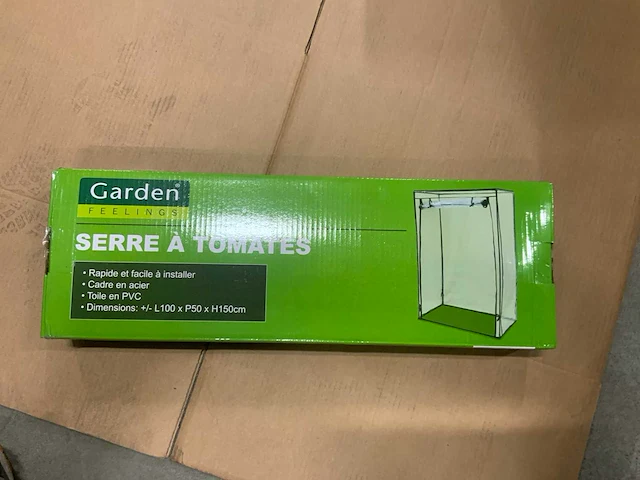 Garden®
FEELINGS
SERRE À TOMATES
• Rapide et facile à installer
• Cadre en acier
• Toile en PVC
• Dimensions: +/- L100 x P50 x H150cm